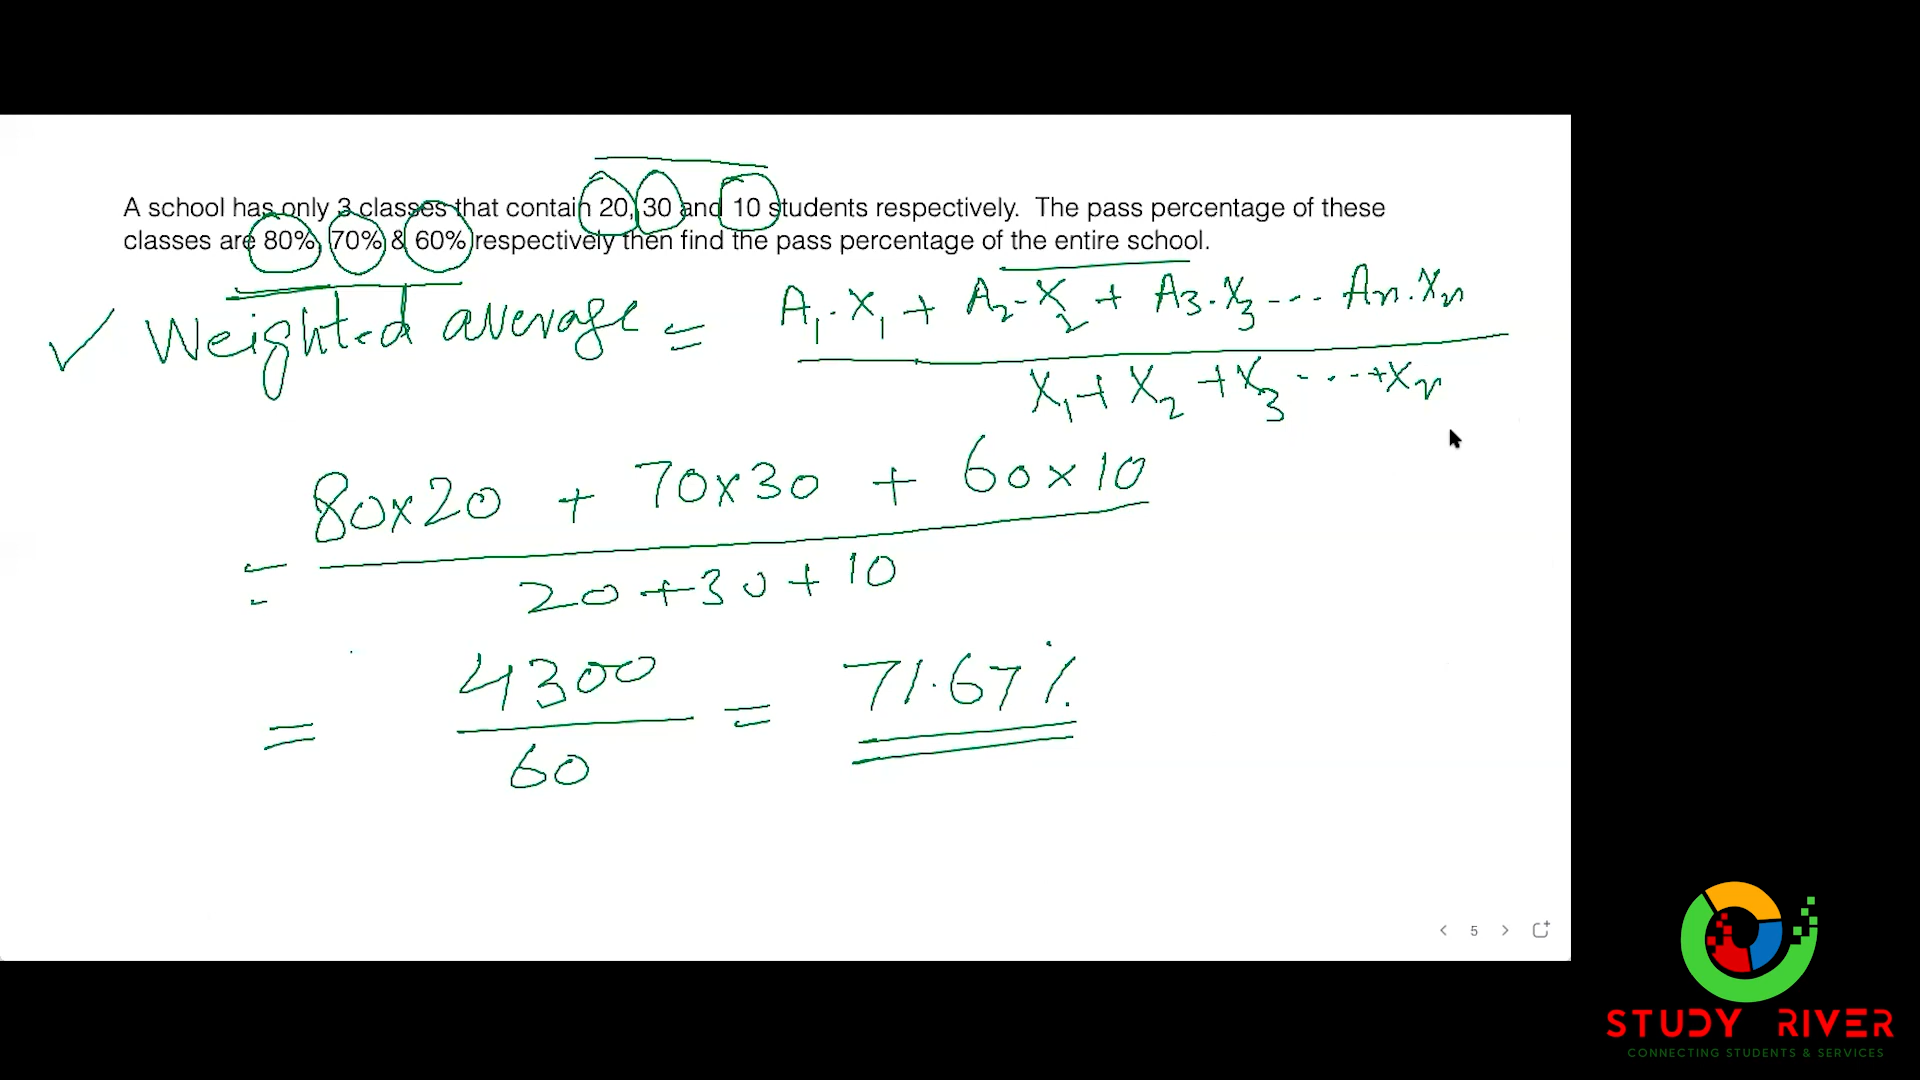 A school has only 3 classes that contain 20, 30 and 10 students respectively. The pass percentage of these
classes are 80%, 70% & 60% respectively then find the pass percentage of the entire school.
✓ Weighted average = A₁.X₁ + A₂.X₂ + A₃.X₃ ... Aₙ.Xₙ
X₁ + X₂ + X₃ .... + Xₙ
= 80x20 + 70x30 + 60x10
20 + 30 + 10
= 4300 = 71.67%
60
< 5 >
STUDY RIVER
CONNECTING STUDENTS & SERVICES